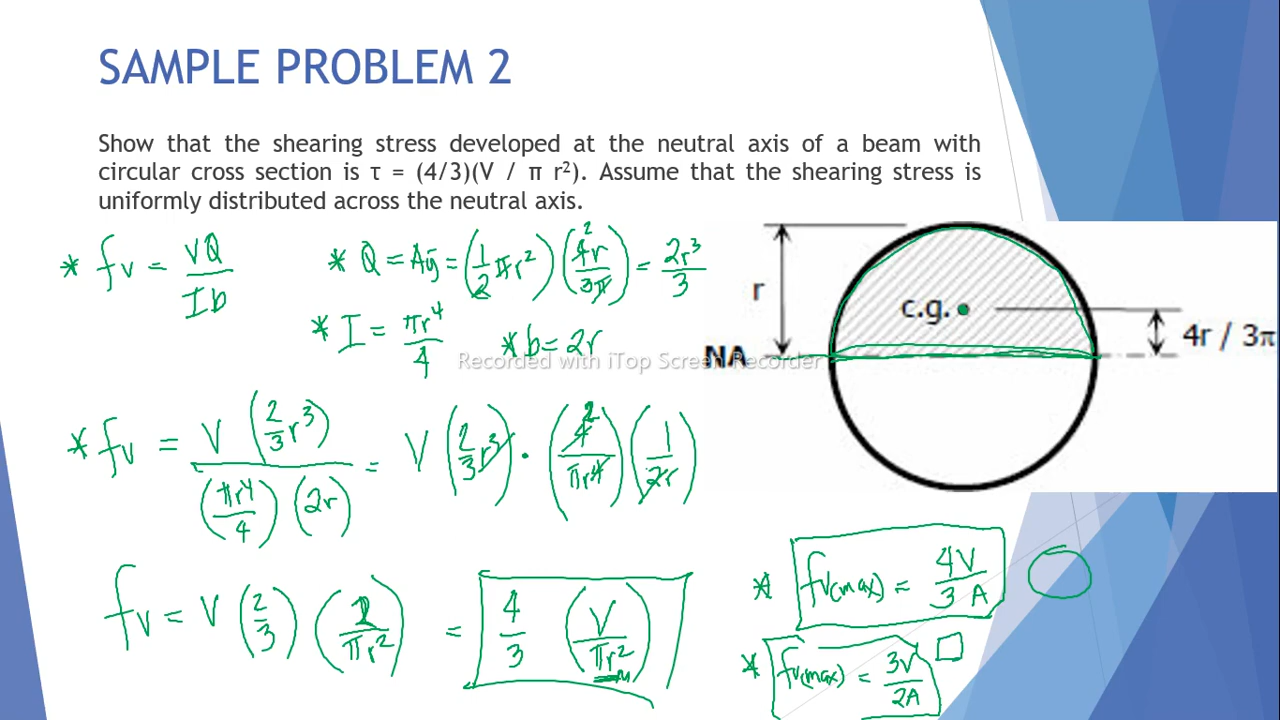 SAMPLE PROBLEM 2
Show that the shearing stress developed at the neutral axis of a beam with
circular cross section is τ = (4/3)(V / π r²). Assume that the shearing stress is
uniformly distributed across the neutral axis.
* fv = VQ / Ib
* Q = Aȳ = (1/2 πr²) (4r/3π) 2 = 2r³/3
* I = πr⁴/4
* b = 2r
r
c.g.
4r / 3π
NA
Recorded with iTop Screen Recorder
* fv = V (2/3 r³) / (πr⁴/4) (2r) = V (2/3 r³) · (4/πr⁴) 2 (1/2r)
fv = V (2/3) (2/πr²) = 4/3 (V/πr²)
* fv(max) = 4V/3A
* fv(max) = 3V/2A